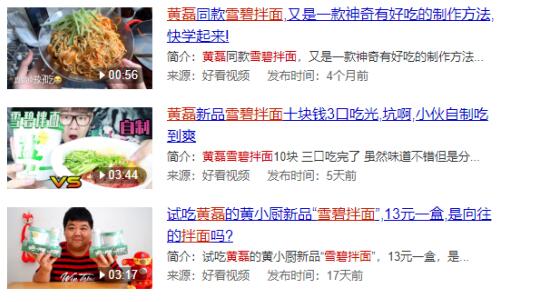 黄磊同款雪碧拌面,又是一款神奇有好吃的制作方法,
快学起来!
简介：黄磊同款雪碧拌面，又是一款神奇有好吃的制作方法...
来源：好看视频 发布时间：4个月前
00:56
黄磊新品雪碧拌面十块钱3口吃光,坑啊,小伙自制吃
到爽
简介：黄磊雪碧拌面10块 三口吃完了 虽然味道不错但是分...
来源：好看视频 发布时间：5天前
雪碧拌面
自制
VS
03:44
试吃黄磊的黄小厨新品“雪碧拌面”,13元一盒,是向往
的拌面吗?
简介：试吃黄磊的黄小厨新品“雪碧拌面”，13元一盒，是...
来源：好看视频 发布时间：17天前
03:17